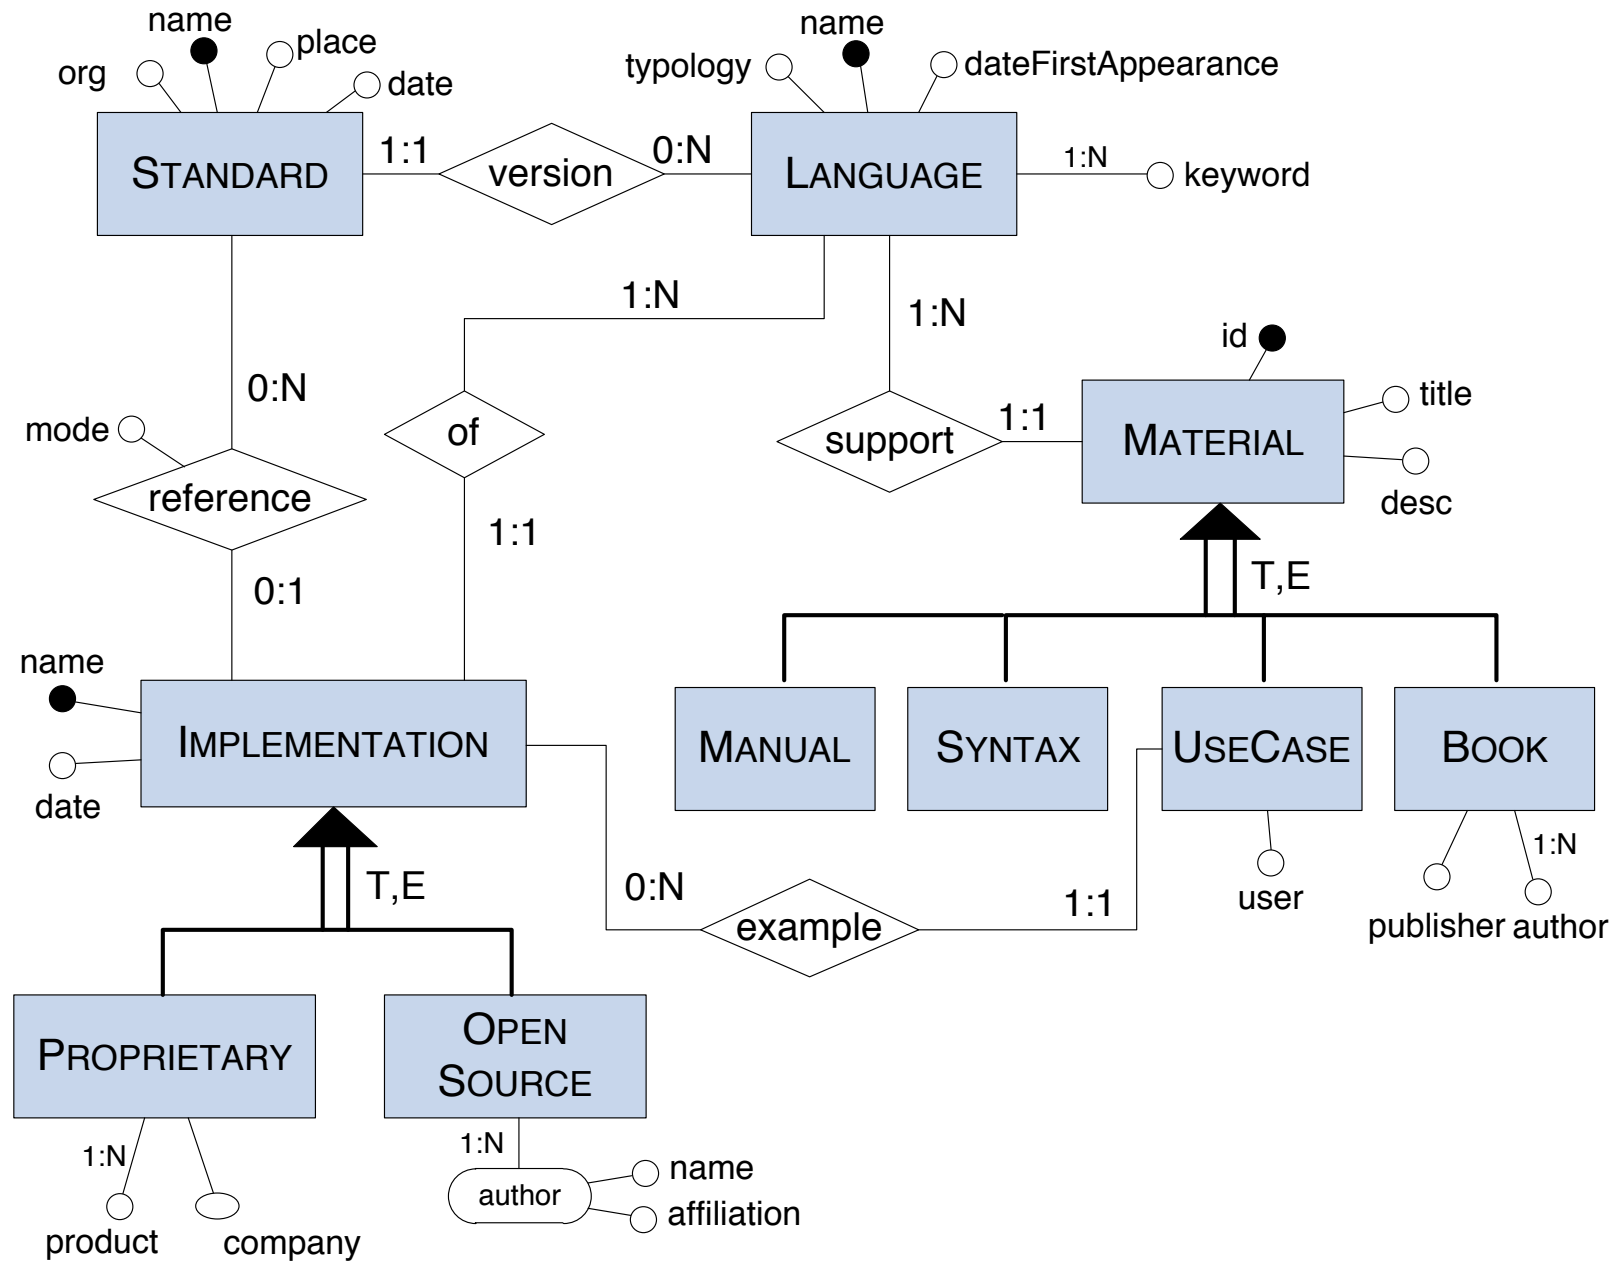 name
place
org
date
name
typology
dateFirstAppearance
STANDARD
1:1
version
0:N
LANGUAGE
1:N
keyword
1:N
1:N
id
title
0:N
mode
of
support
1:1
MATERIAL
reference
desc
1:1
0:1
T,E
name
IMPLEMENTATION
MANUAL
SYNTAX
USECASE
BOOK
date
1:N
T,E
0:N
1:1
user
example
publisher
author
PROPRIETARY
OPEN
SOURCE
1:N
1:N
name
author
affiliation
product
company